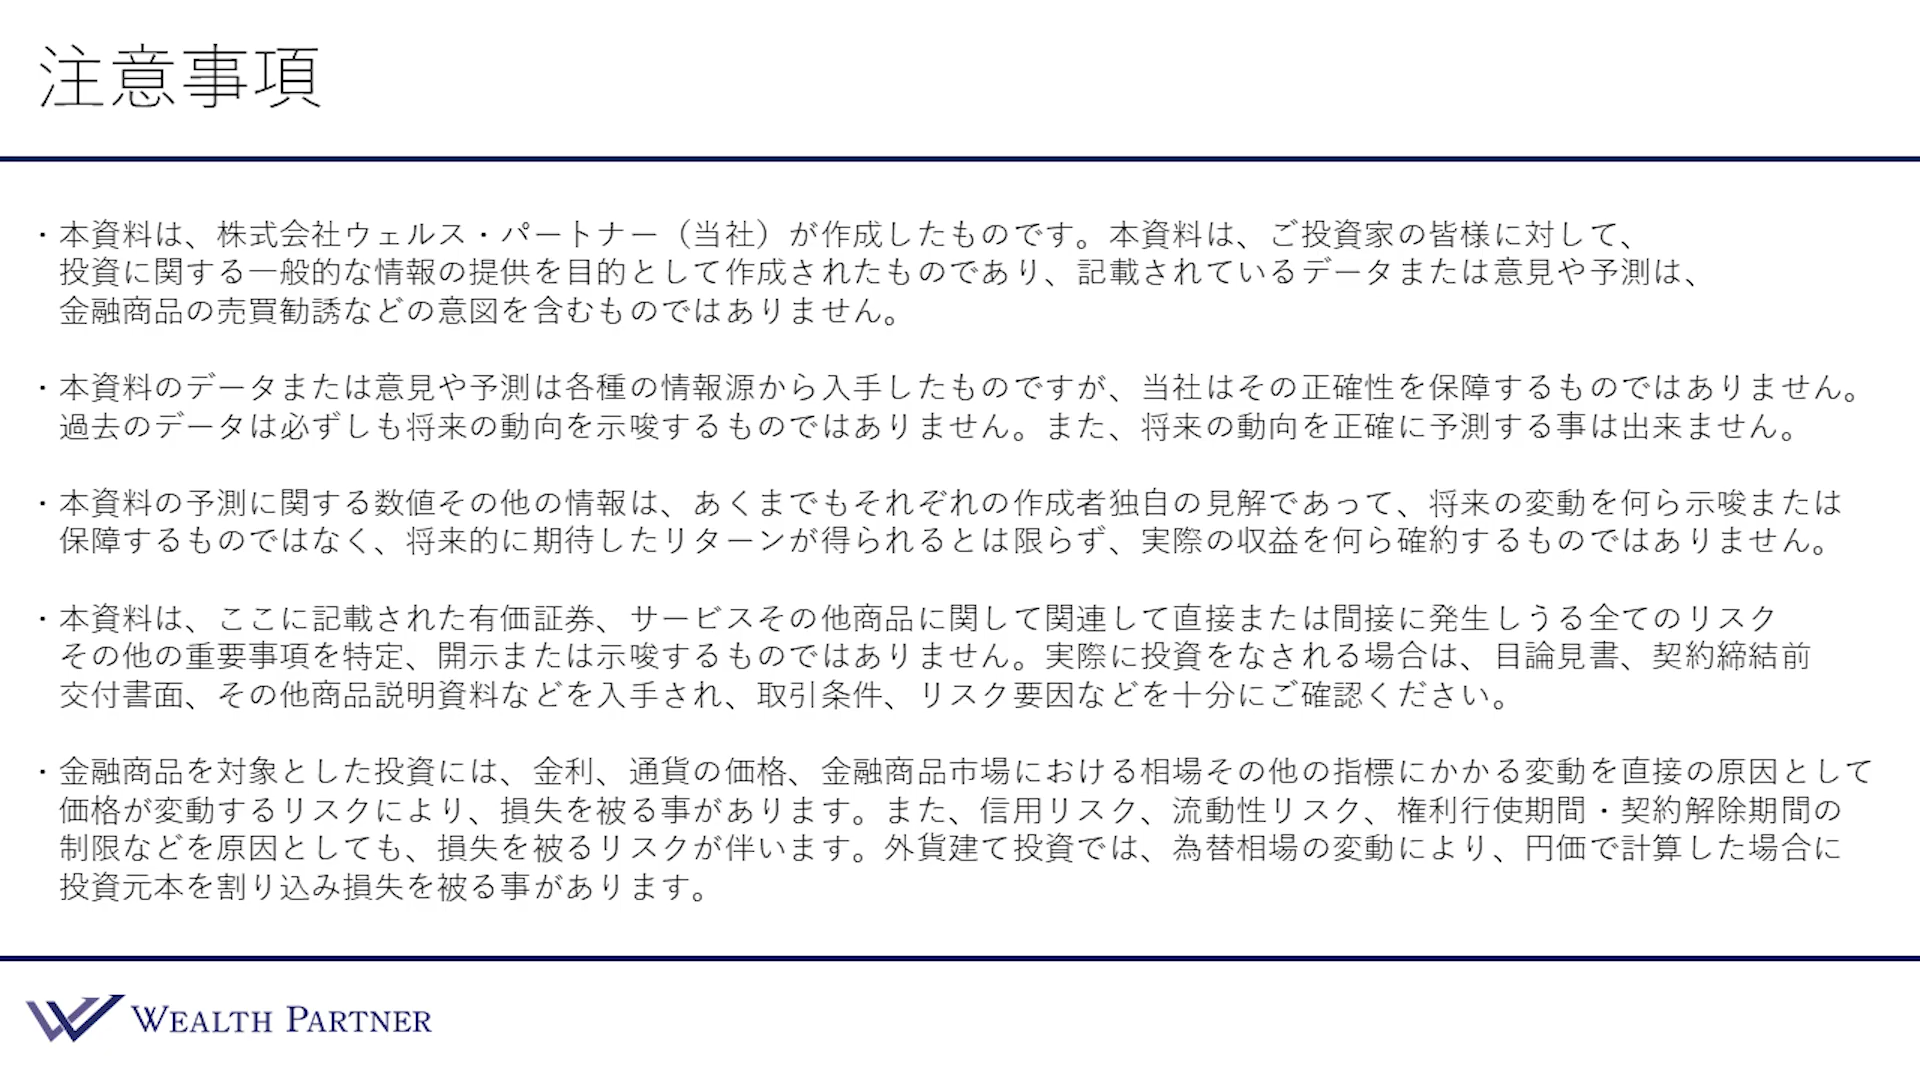 注意事項
・本資料は、株式会社ウェルス・パートナー（当社）が作成したものです。本資料は、ご投資家の皆様に対して、
投資に関する一般的な情報の提供を目的として作成されたものであり、記載されているデータまたは意見や予測は、
金融商品の売買勧誘などの意図を含むものではありません。
・本資料のデータまたは意見や予測は各種の情報源から入手したものですが、当社はその正確性を保障するものではありません。
過去のデータは必ずしも将来の動向を示唆するものではありません。また、将来の動向を正確に予測する事は出来ません。
・本資料の予測に関する数値その他の情報は、あくまでもそれぞれの作成者独自の見解であって、将来の変動を何ら示唆または
保障するものではなく、将来的に期待したリターンが得られるとは限らず、実際の収益を何ら確約するものではありません。
・本資料は、ここに記載された有価証券、サービスその他商品に関して関連して直接または間接に発生しうる全てのリスク
その他の重要事項を特定、開示または示唆するものではありません。実際に投資をなされる場合は、目論見書、契約締結前
交付書面、その他商品説明資料などを入手され、取引条件、リスク要因などを十分にご確認ください。
・金融商品を対象とした投資には、金利、通貨の価格、金融商品市場における相場その他の指標にかかる変動を直接の原因として
価格が変動するリスクにより、損失を被る事があります。また、信用リスク、流動性リスク、権利行使期間・契約解除期間の
制限などを原因としても、損失を被るリスクが伴います。外貨建て投資では、為替相場の変動により、円価で計算した場合に
投資元本を割り込み損失を被る事があります。
WEALTH PARTNER